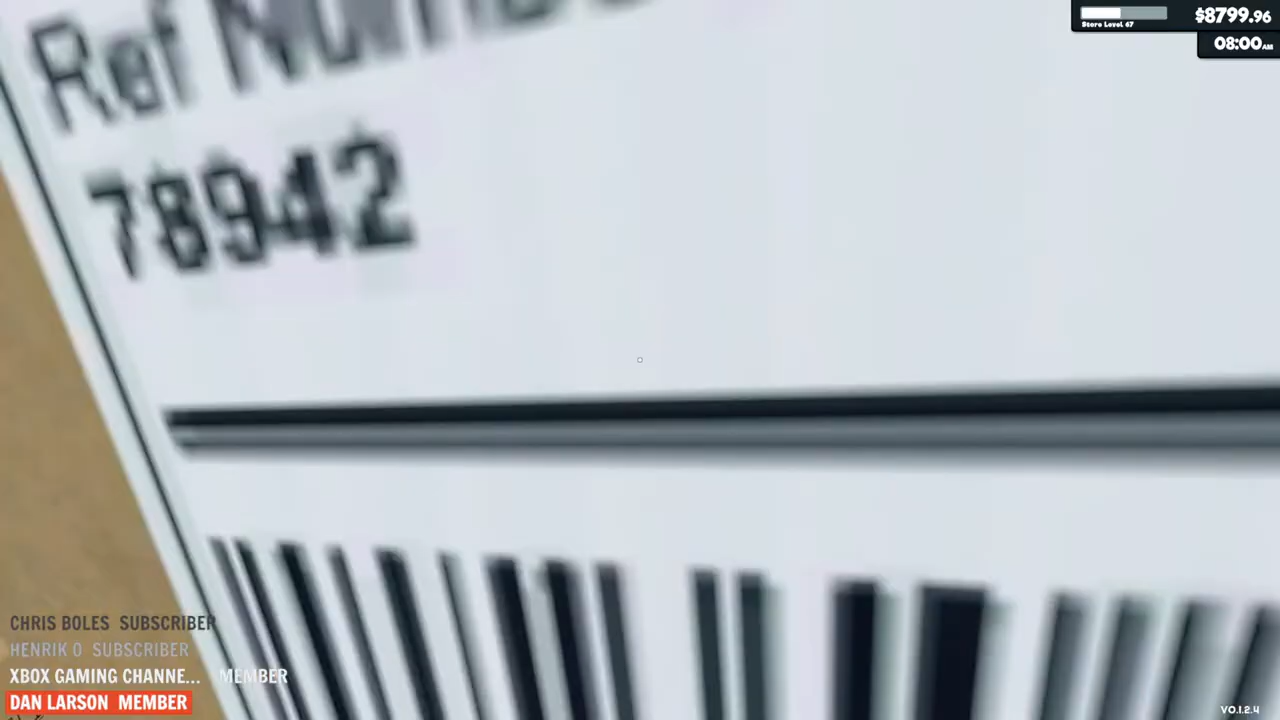 Ref Number
78942
Store Level 67
$8799.96
08:00AM
CHRIS BOLES SUBSCRIBER
HENRIK O SUBSCRIBER
XBOX GAMING CHANNE... MEMBER
DAN LARSON MEMBER
V0.1.2.4